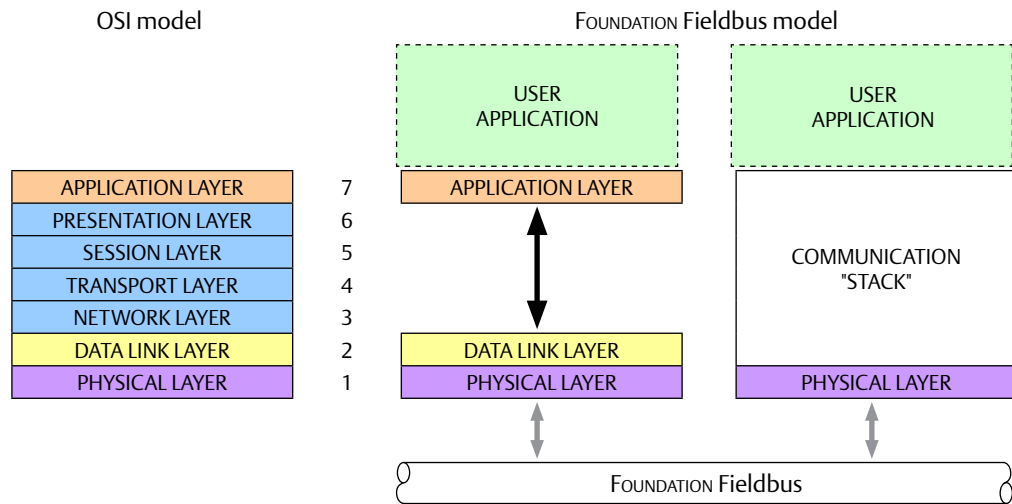 OSI model
FOUNDATION Fieldbus model
USER
APPLICATION
USER
APPLICATION
APPLICATION LAYER
7
APPLICATION LAYER
PRESENTATION LAYER
6
SESSION LAYER
5
COMMUNICATION
"STACK"
TRANSPORT LAYER
4
NETWORK LAYER
3
DATA LINK LAYER
2
DATA LINK LAYER
PHYSICAL LAYER
1
PHYSICAL LAYER
PHYSICAL LAYER
FOUNDATION Fieldbus